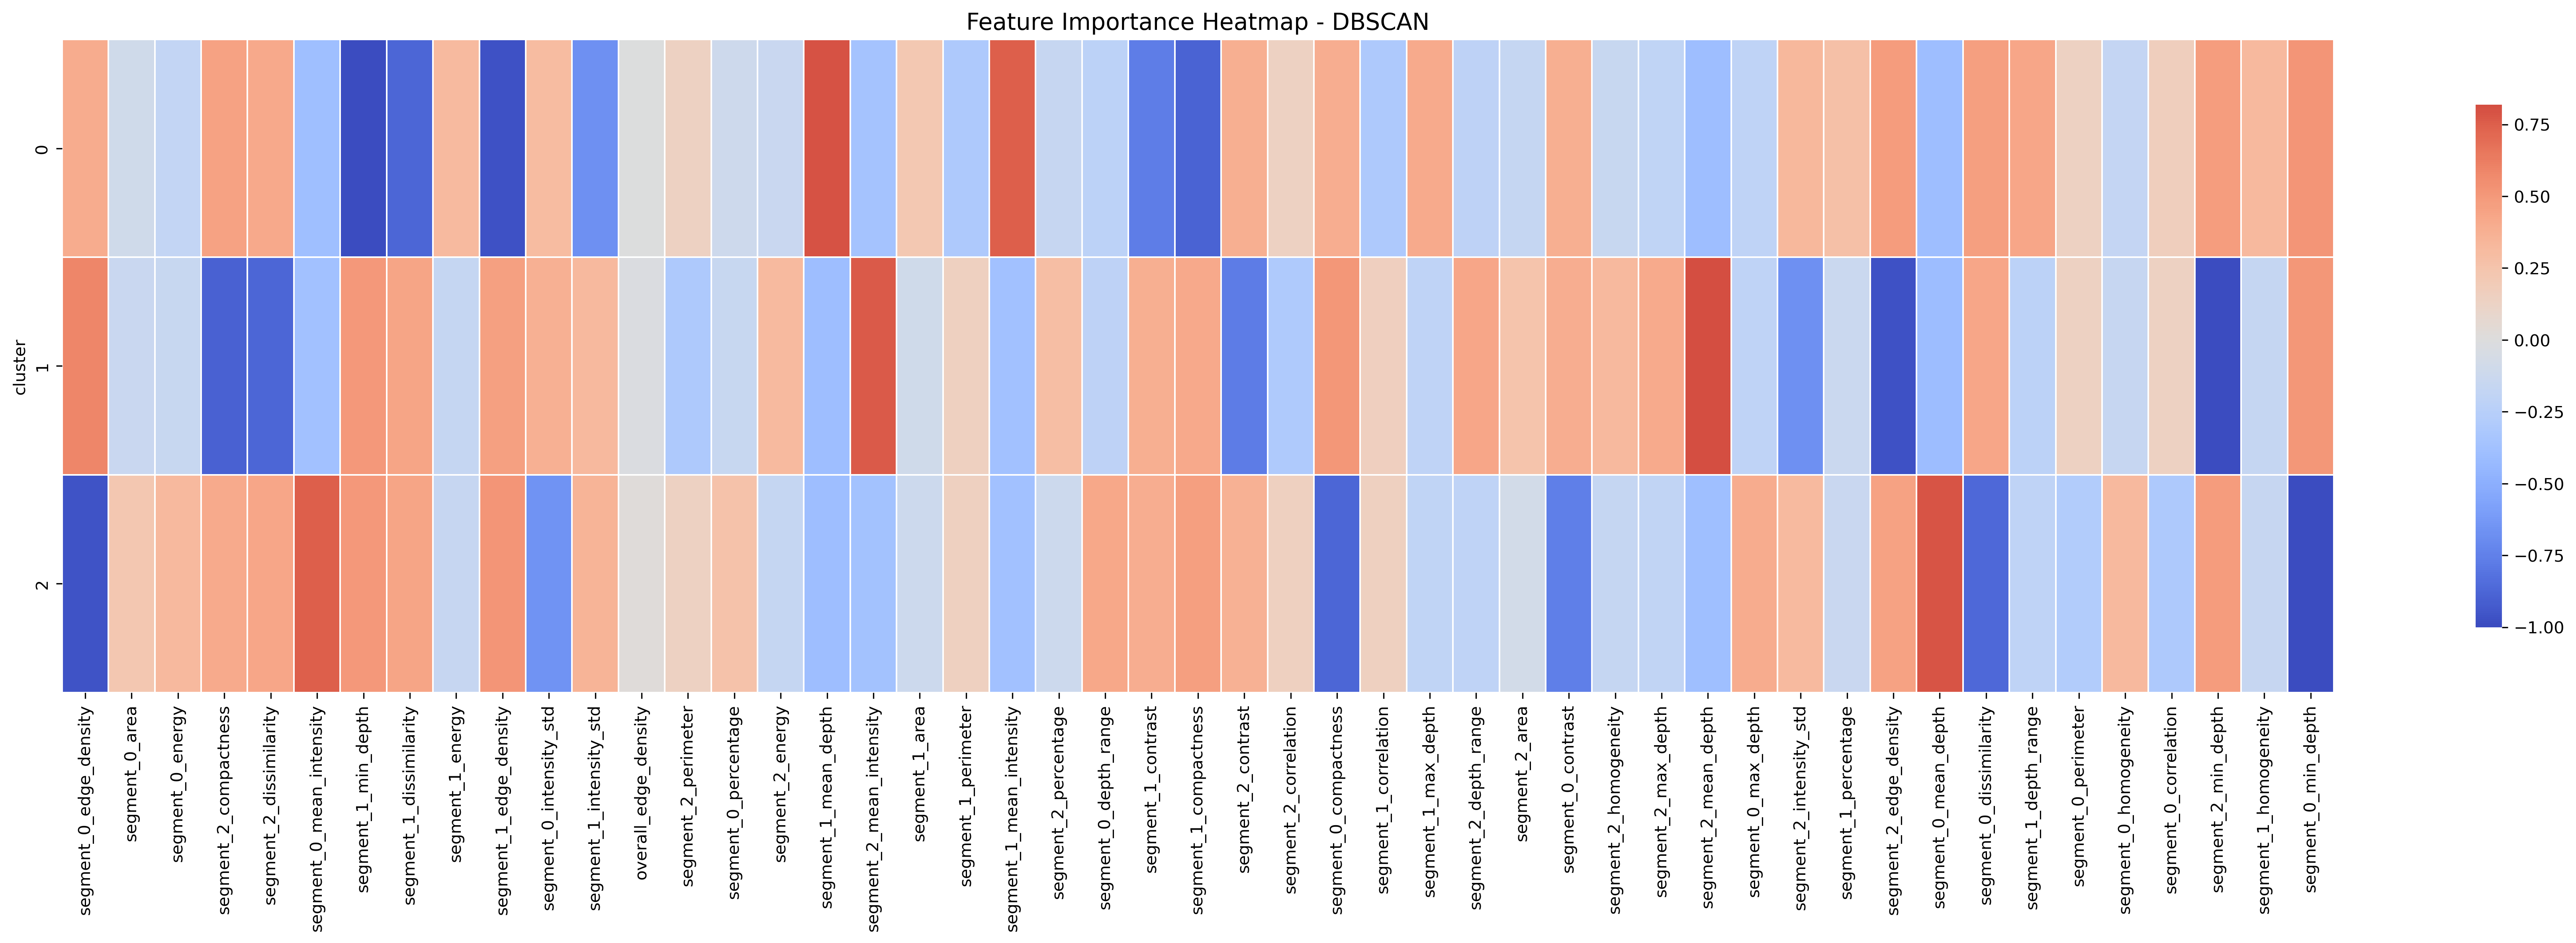 Feature Importance Heatmap - DBSCAN
cluster
0
1
2
segment_0_edge_density
segment_0_area
segment_0_energy
segment_2_compactness
segment_2_dissimilarity
segment_0_mean_intensity
segment_1_min_depth
segment_1_dissimilarity
segment_1_energy
segment_1_edge_density
segment_0_intensity_std
segment_1_intensity_std
overall_edge_density
segment_2_perimeter
segment_0_percentage
segment_2_energy
segment_1_mean_depth
segment_2_mean_intensity
segment_1_area
segment_1_perimeter
segment_1_mean_intensity
segment_2_percentage
segment_0_depth_range
segment_1_contrast
segment_1_compactness
segment_2_contrast
segment_2_correlation
segment_0_compactness
segment_1_correlation
segment_1_max_depth
segment_2_depth_range
segment_2_area
segment_0_contrast
segment_2_homogeneity
segment_2_max_depth
segment_2_mean_depth
segment_0_max_depth
segment_2_intensity_std
segment_1_percentage
segment_2_edge_density
segment_0_mean_depth
segment_0_dissimilarity
segment_1_depth_range
segment_0_perimeter
segment_0_homogeneity
segment_0_correlation
segment_2_min_depth
segment_1_homogeneity
segment_0_min_depth
0.75
0.50
0.25
0.00
−0.25
−0.50
−0.75
−1.00